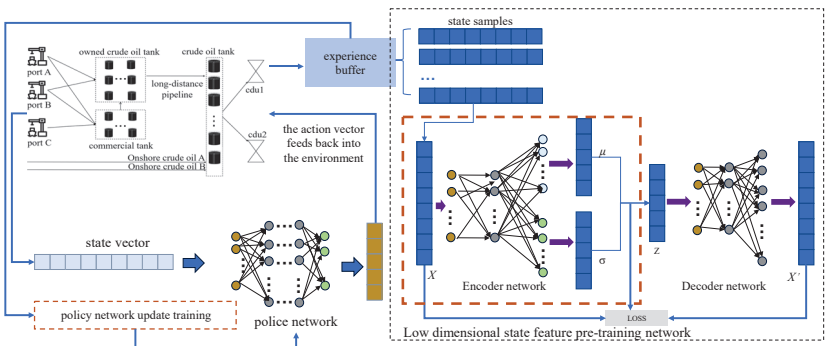 state samples
owned crude oil tank
crude oil tank
experience
buffer
port A
long-distance
pipeline
...
cdu1
port B
port C
commercial tank
cdu2
the action vector
feeds back into
the environment
Onshore crude oil A
Onshore crude oil B
μ
σ
Z
X
X'
Encoder network
Decoder network
state vector
LOSS
policy network update training
police network
Low dimensional state feature pre-training network